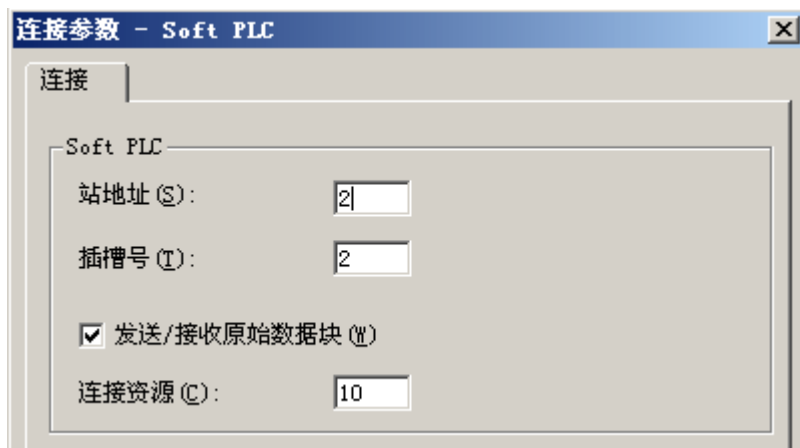 连接参数 - Soft PLC
连接
Soft PLC
站地址(S): 2
插槽号(T): 2
发送/接收原始数据块(W)
连接资源(C): 10